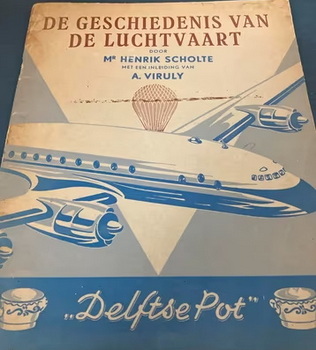 DE GESCHIEDENIS VAN
DE LUCHTVAART
DOOR
Mr HENRIK SCHOLTE
MET EEN INLEIDING VAN
A. VIRULY
„Delftse Pot"